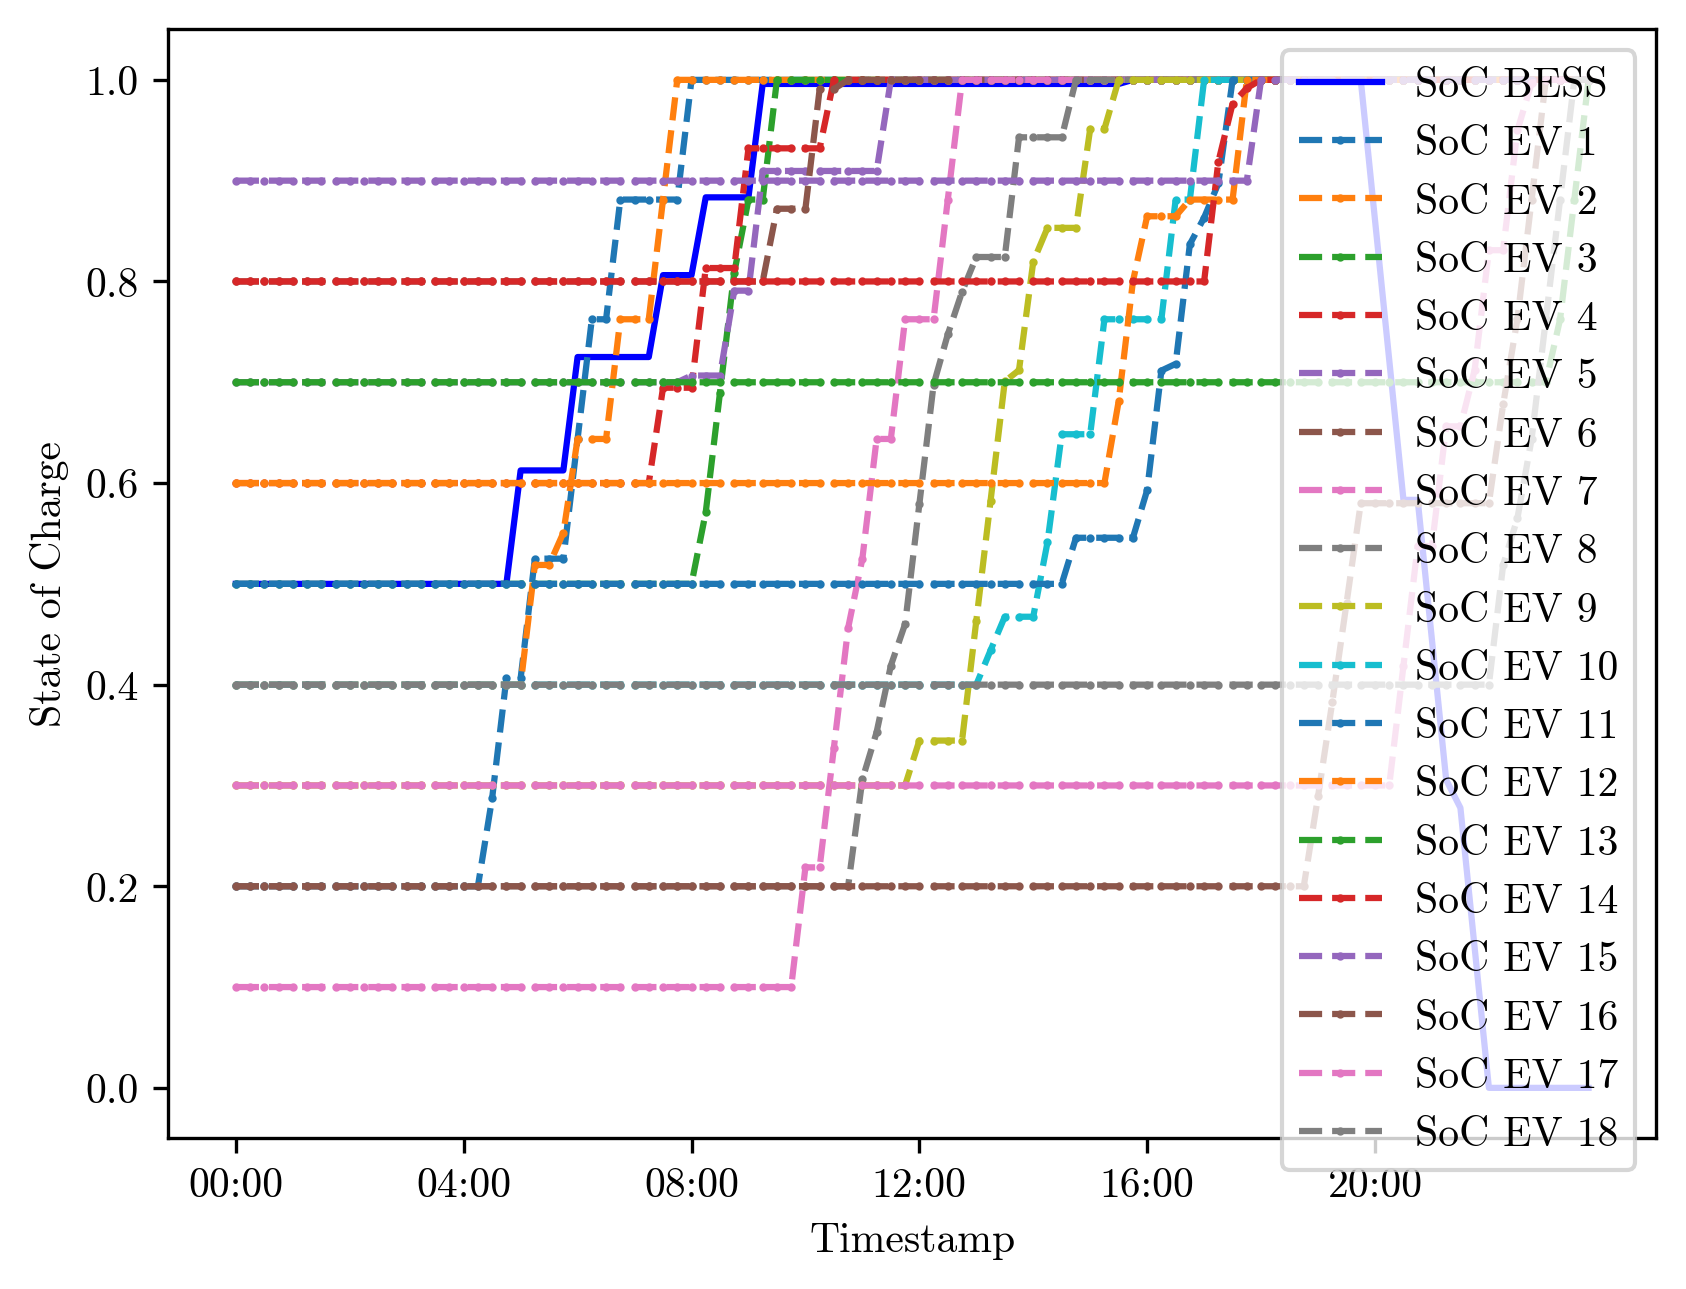 State of Charge
1.0
0.8
0.6
0.4
0.2
0.0
00:00 04:00 08:00 12:00 16:00 20:00
Timestamp
SoC BESS
SoC EV 1
SoC EV 2
SoC EV 3
SoC EV 4
SoC EV 5
SoC EV 6
SoC EV 7
SoC EV 8
SoC EV 9
SoC EV 10
SoC EV 11
SoC EV 12
SoC EV 13
SoC EV 14
SoC EV 15
SoC EV 16
SoC EV 17
SoC EV 18